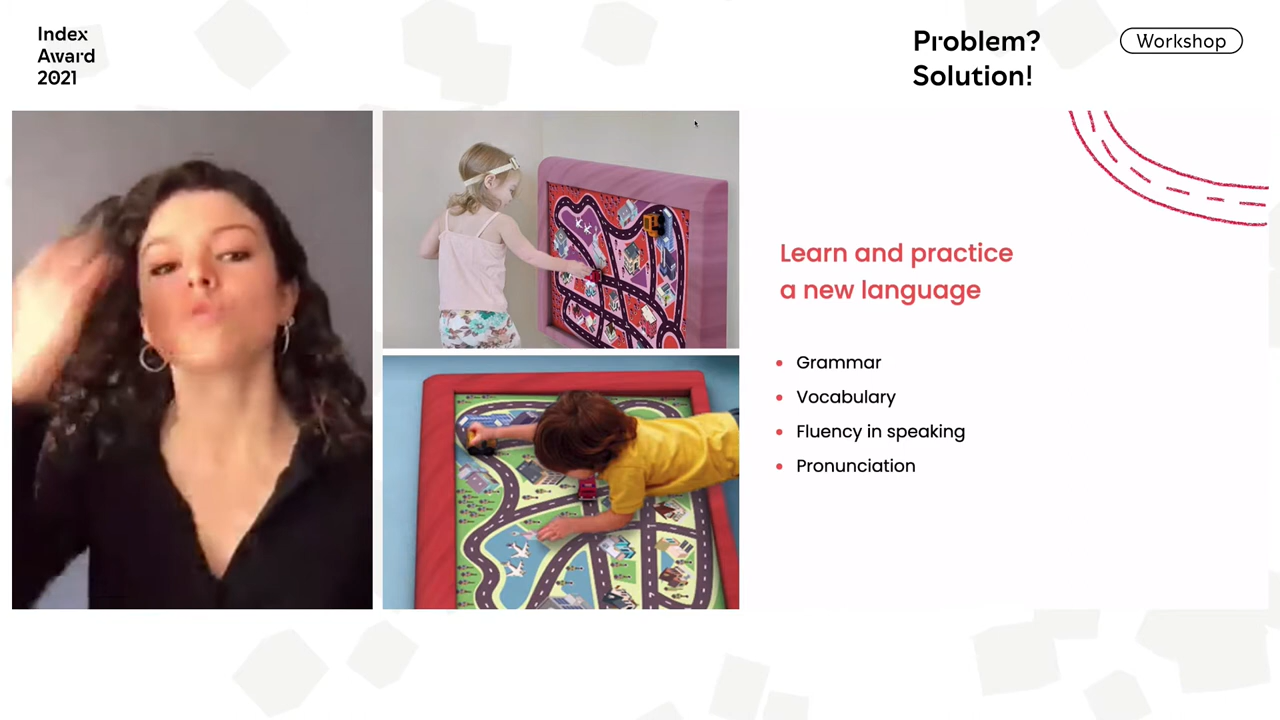 Index
Award
2021
Problem?
Solution!
Workshop
Learn and practice
a new language
Grammar
Vocabulary
Fluency in speaking
Pronunciation